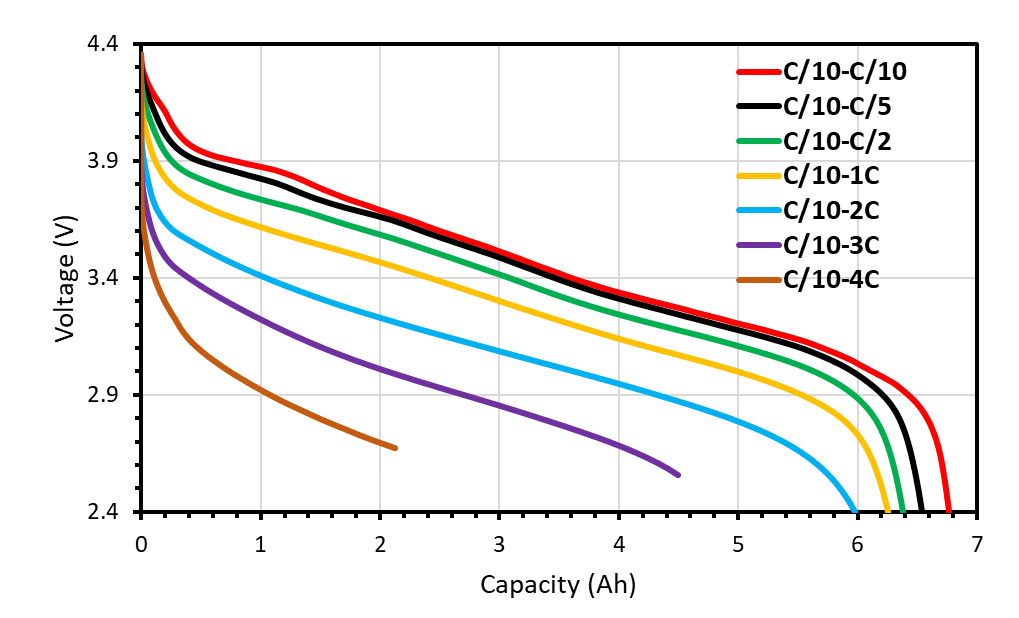 4.4
3.9
3.4
2.9
2.4
Voltage (V)
C/10-C/10
C/10-C/5
C/10-C/2
C/10-1C
C/10-2C
C/10-3C
C/10-4C
0 1 2 3 4 5 6 7
Capacity (Ah)